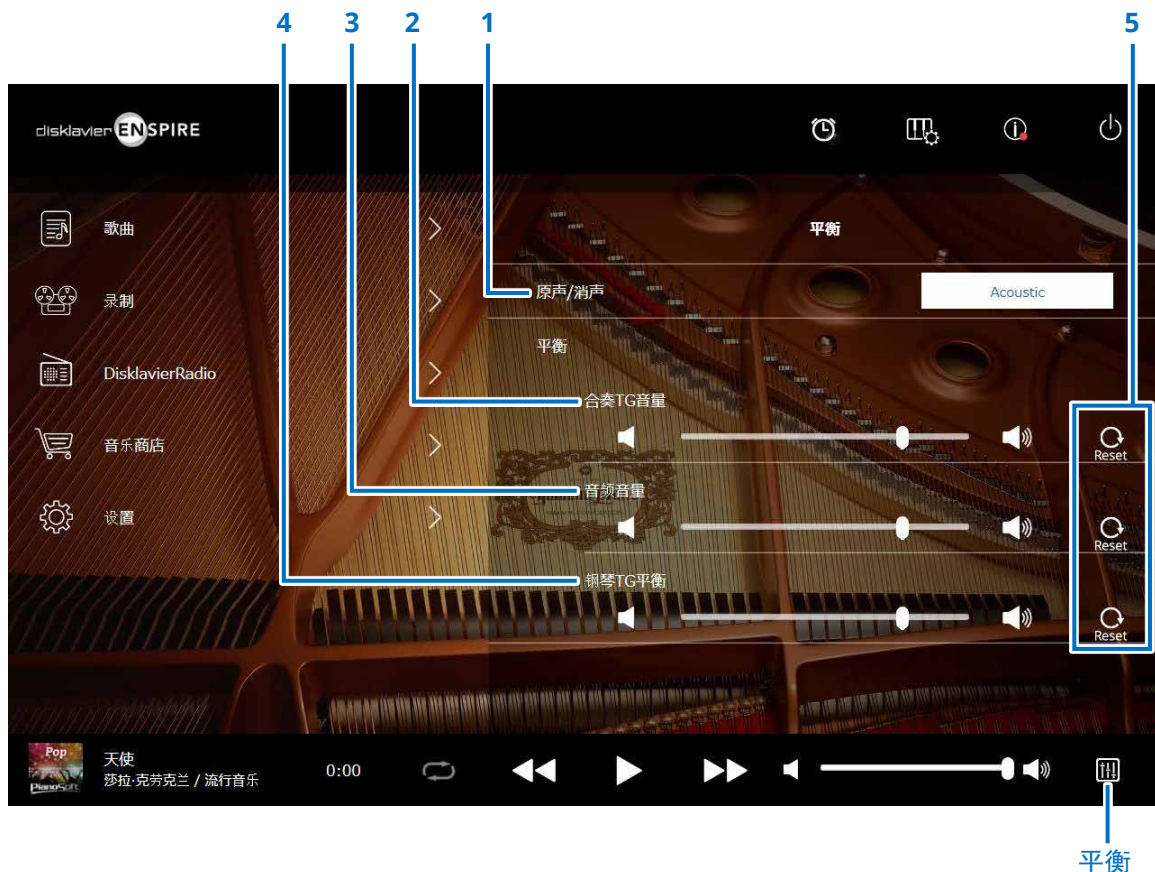 4 3 2 1 5
disklavier ENSPIRE
歌曲
平衡
录制
原声/消声
Acoustic
平衡
DisklavierRadio
合奏TG音量
音乐商店
Reset
音频音量
设置
Reset
钢琴TG平衡
Reset
Pop
PianoSoft
天使
莎拉·克劳克兰 / 流行音乐
0:00
平衡